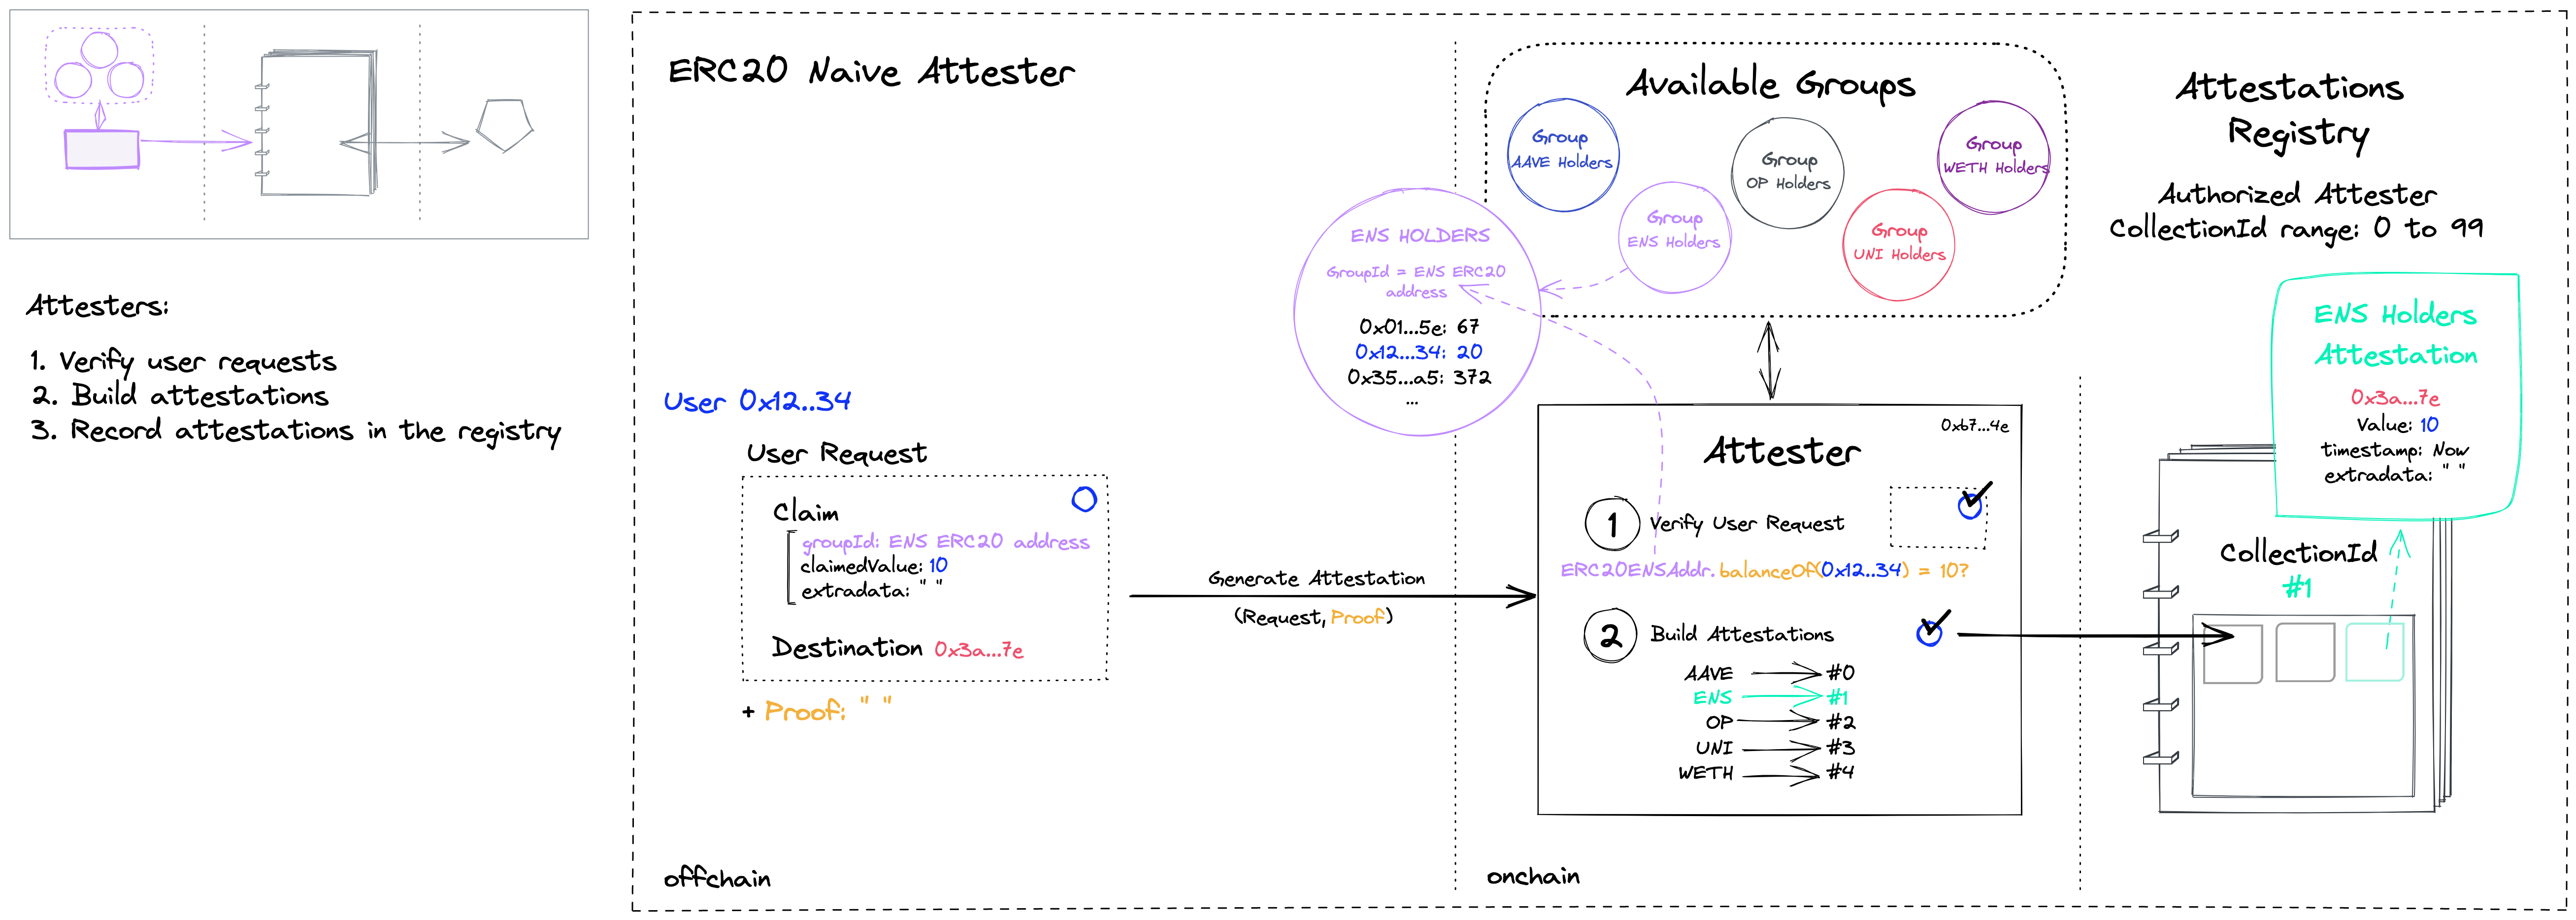 Attesters:
1. Verify user requests
2. Build attestations
3. Record attestations in the registry
ERC20 Naive Attester
User 0x12..34
User Request
Claim
groupId: ENS ERC20 address
claimedValue: 10
extradata: " "
Destination 0x3a...7e
+ Proof: " "
offchain
Generate Attestation
(Request, Proof)
ENS HOLDERS
GroupId = ENS ERC20
address
0x01...5e: 67
0x12...34: 20
0x35...a5: 372
...
Available Groups
Group
AAVE Holders
Group
ENS Holders
Group
OP Holders
Group
UNI Holders
Group
WETH Holders
0xb7...4e
Attester
1 Verify User Request
ERC20ENSAddr.balanceOf(0x12..34) = 10?
2 Build Attestations
AAVE #0
ENS #1
OP #2
UNI #3
WETH #4
onchain
Attestations
Registry
Authorized Attester
CollectionId range: 0 to 99
ENS Holders
Attestation
0x3a...7e
Value: 10
timestamp: Now
extradata: " "
CollectionId
#1